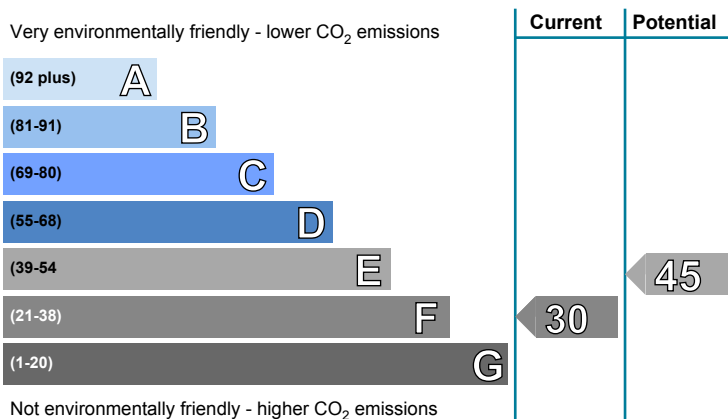 Current Potential
Very environmentally friendly - lower CO₂ emissions
(92 plus) A
(81-91) B
(69-80) C
(55-68) D
(39-54 E
45
(21-38) F
30
(1-20) G
Not environmentally friendly - higher CO₂ emissions